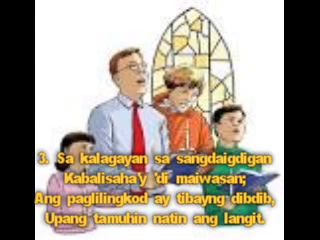 3. Sa kalagayan sa sangdaigdigan
Kabalisaha'y 'di maiwasan;
Ang paglilingkod ay tibayng dibdib,
Upang tamuhin natin ang langit.